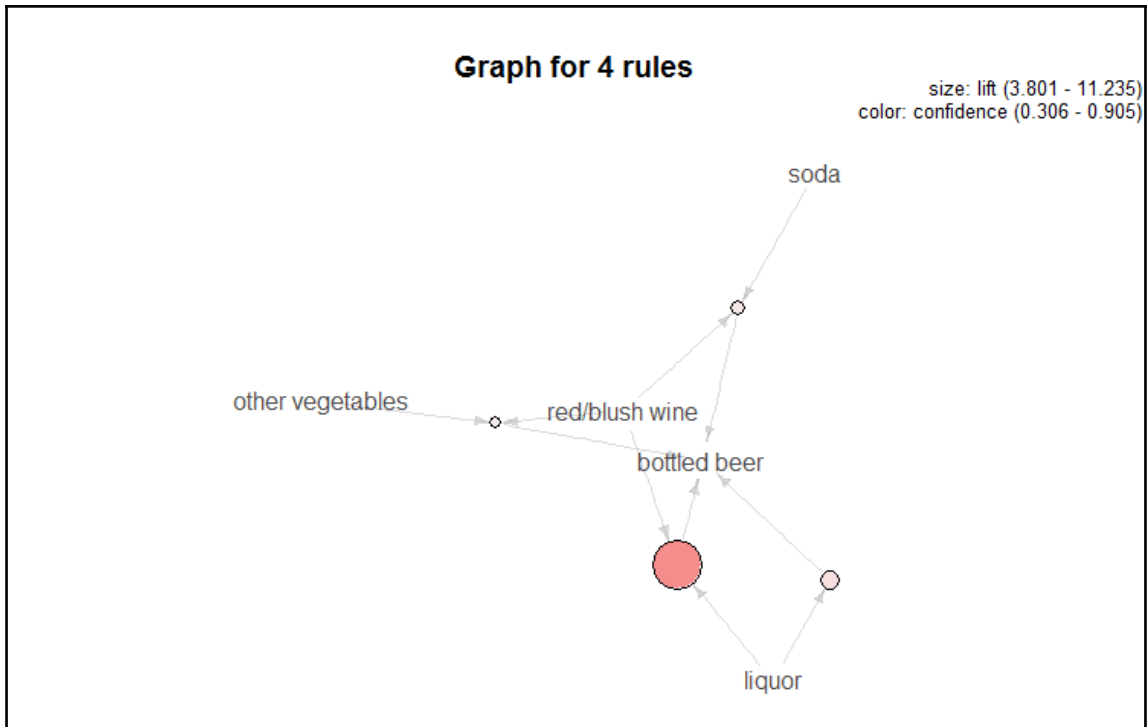 Graph for 4 rules
size: lift (3.801 - 11.235)
color: confidence (0.306 - 0.905)
soda
other vegetables
red/blush wine
bottled beer
liquor